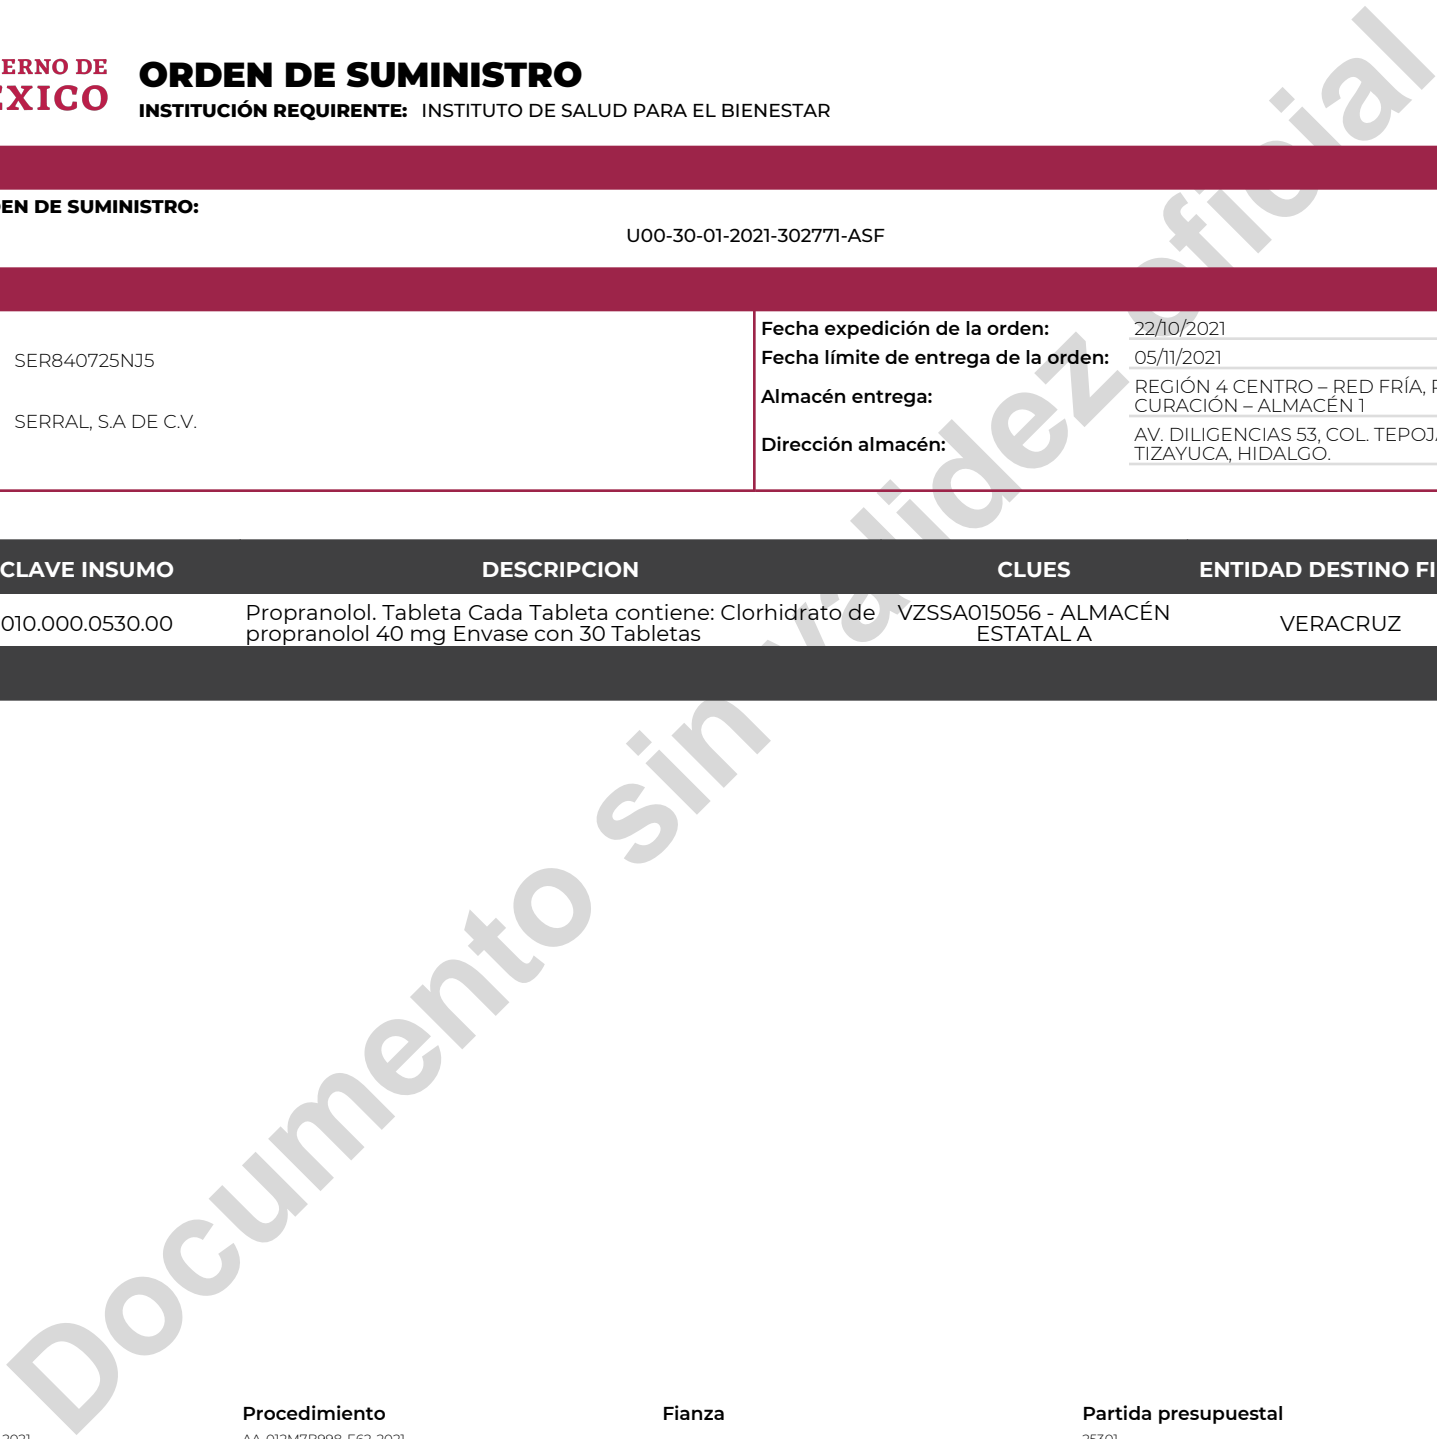 ERNO DE
ORDEN DE SUMINISTRO
XICO
INSTITUCIÓN REQUIRENTE: INSTITUTO DE SALUD PARA EL BIENESTAR
EN DE SUMINISTRO:
U00-30-01-2021-302771-ASF
SER840725NJ5
SERRAL, S.A DE C.V.
Fecha expedición de la orden: 22/10/2021
Fecha límite de entrega de la orden: 05/11/2021
Almacén entrega: REGIÓN 4 CENTRO – RED FRÍA,
CURACIÓN – ALMACÉN 1
Dirección almacén: AV. DILIGENCIAS 53, COL. TEPOJA
TIZAYUCA, HIDALGO.
CLAVE INSUMO DESCRIPCION CLUES ENTIDAD DESTINO FI
010.000.0530.00 Propranolol. Tableta Cada Tableta contiene: Clorhidrato de VZSSA015056 - ALMACÉN VERACRUZ
propranolol 40 mg Envase con 30 Tabletas ESTATAL A
Documento sin validez oficial
Procedimiento Fianza Partida presupuestal